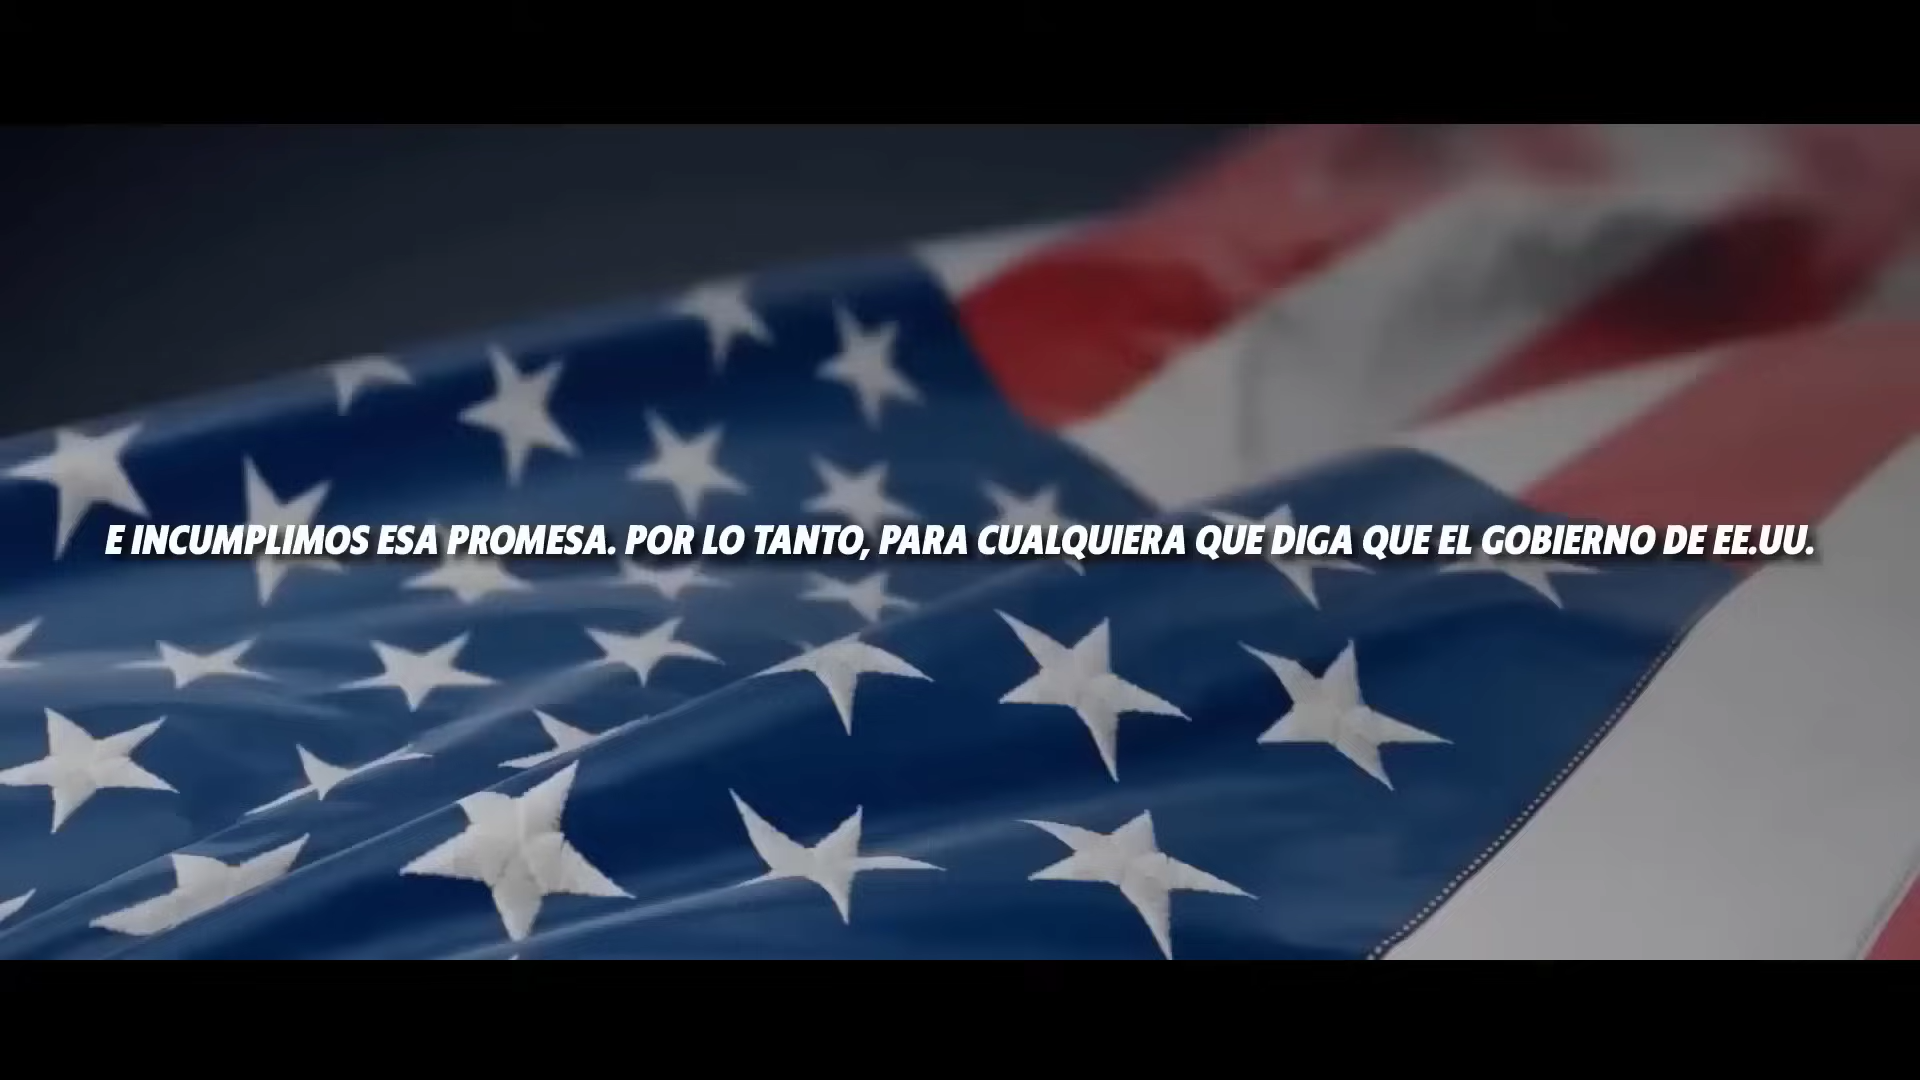 E INCUMPLIMOS ESA PROMESA. POR LO TANTO, PARA CUALQUIERA QUE DIGA QUE EL GOBIERNO DE EE.UU.